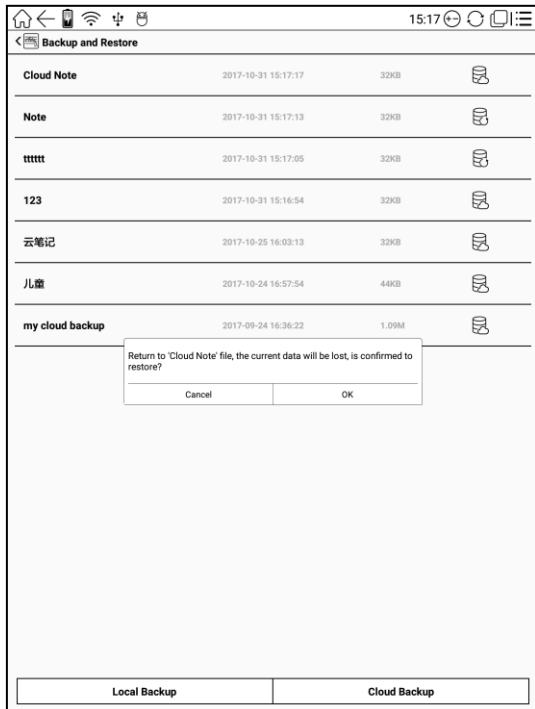 15:17
Backup and Restore
Cloud Note 2017-10-31 15:17:17 32KB
Note 2017-10-31 15:17:13 32KB
tttttt 2017-10-31 15:17:05 32KB
123 2017-10-31 15:16:54 32KB
云笔记 2017-10-25 16:03:13 32KB
儿童 2017-10-24 16:57:54 44KB
my cloud backup 2017-09-24 16:36:22 1.09M
Return to 'Cloud Note' file, the current data will be lost, is confirmed to
restore?
Cancel OK
Local Backup Cloud Backup